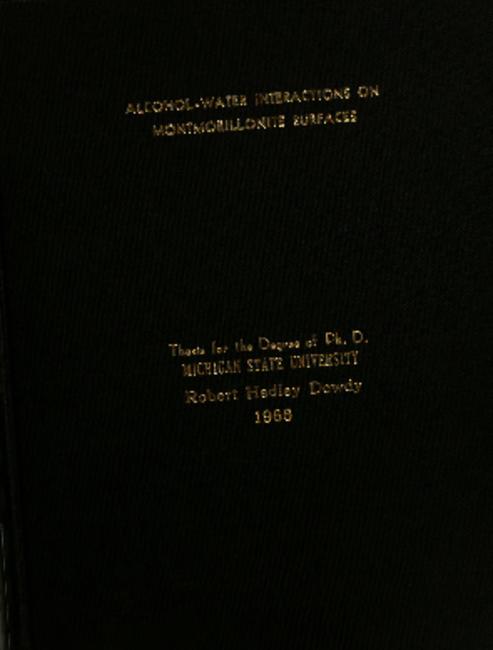 ALCOHOL-WATER INTERACTIONS ON
MONTMORILLONITE SURFACES
Thesis for the Degree of Ph. D.
MICHIGAN STATE UNIVERSITY
Robert Hedley Dowdy
1966